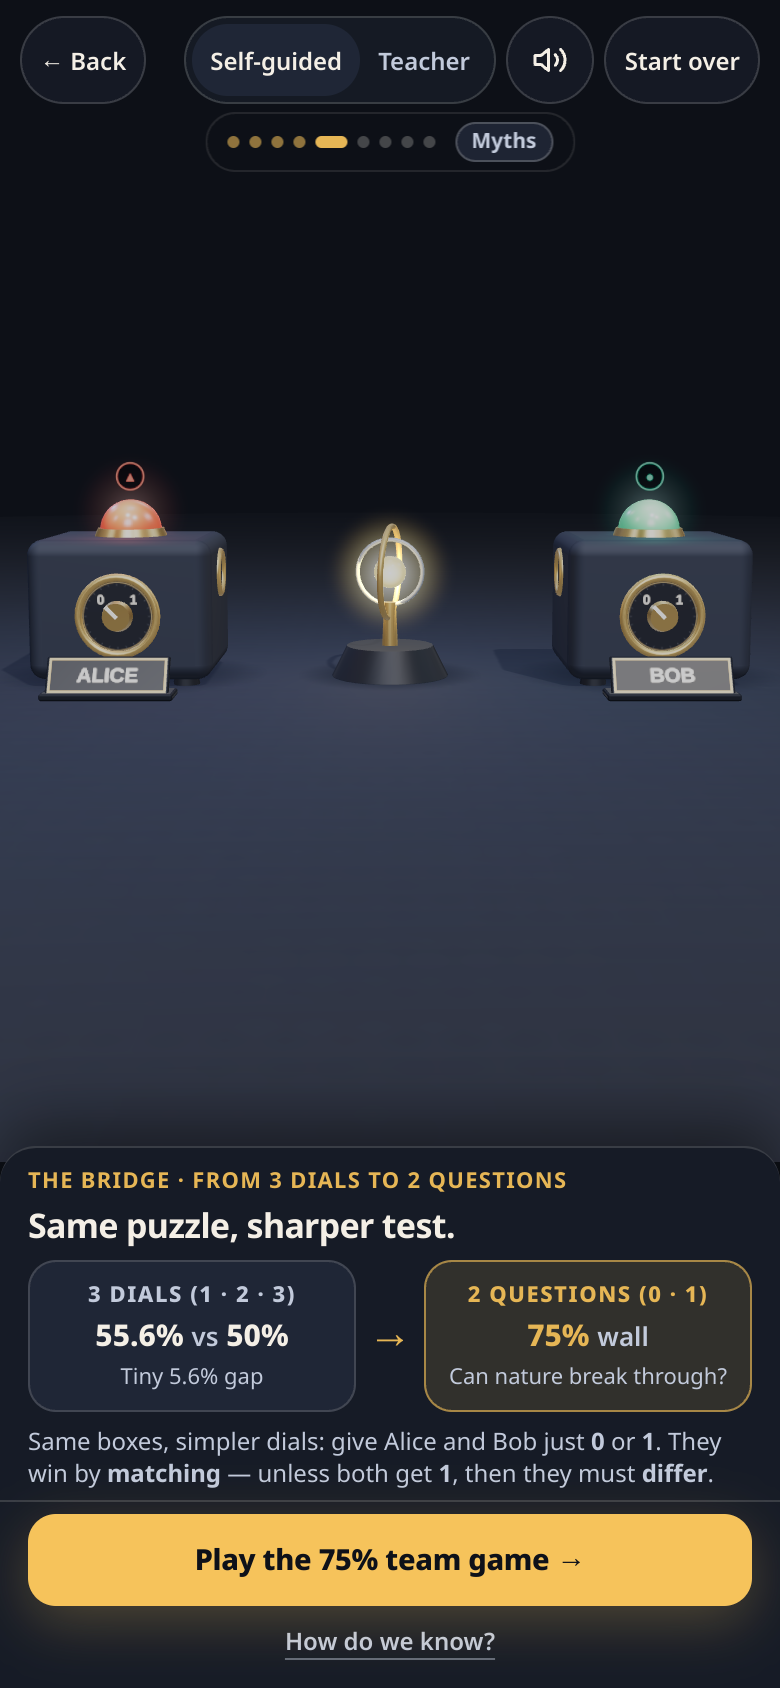 ← Back
Self-guided
Teacher
Start over
Myths
0 1
ALICE
0 1
BOB
THE BRIDGE · FROM 3 DIALS TO 2 QUESTIONS
Same puzzle, sharper test.
3 DIALS (1 · 2 · 3)
55.6% vs 50%
Tiny 5.6% gap
→
2 QUESTIONS (0 · 1)
75% wall
Can nature break through?
Same boxes, simpler dials: give Alice and Bob just 0 or 1. They
win by matching — unless both get 1, then they must differ.
Play the 75% team game →
How do we know?